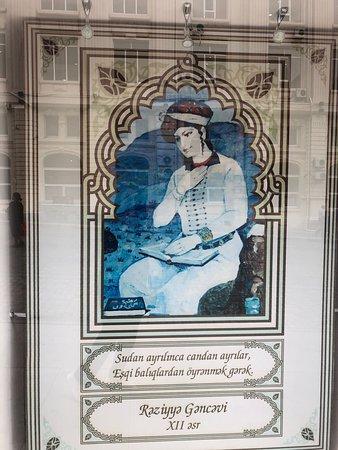 Sudan ayrılınca candan ayrılar,
Eşqi balıqlardan öyrənmək gərək.
Rəziyyə Gəncəvi
XII əsr